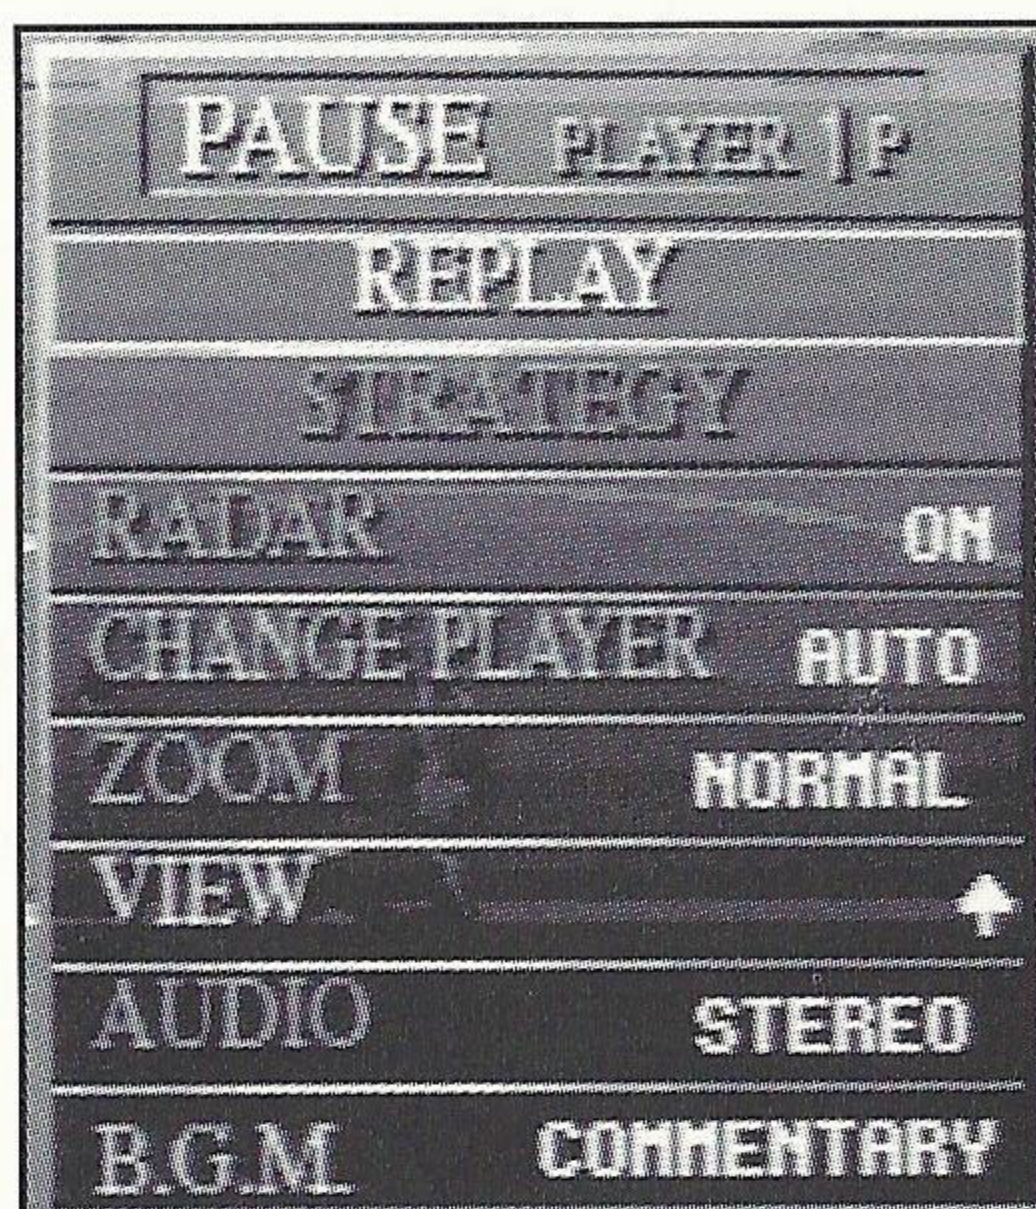 PAUSE PLAYER 1P
REPLAY
STRATEGY
RADAR ON
CHANGE PLAYER AUTO
ZOOM NORMAL
VIEW
AUDIO STEREO
B.G.M. COMMENTARY